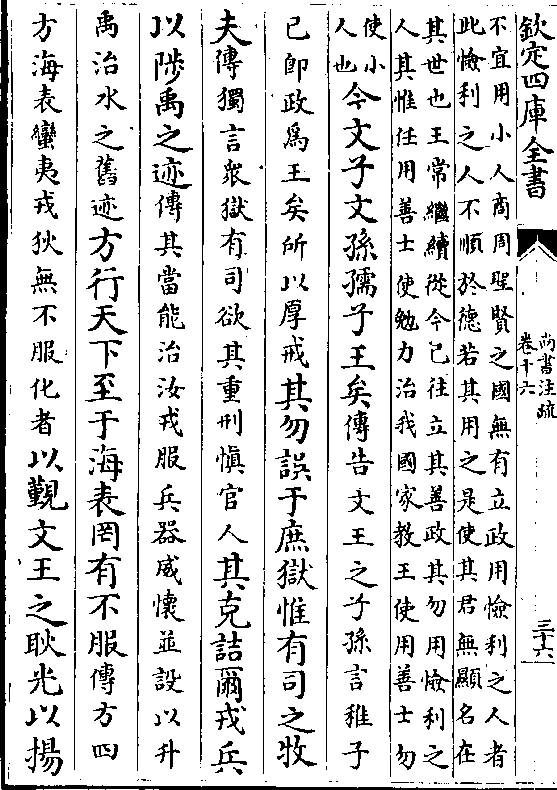 欽定四庫全書
尚書注疏
卷十六
三十六
不宜用小人商周聖賢之國無有立政用憸利之人者
此憸利之人不順於德若其用之是使其君無顯名在
其世也王常繼續從今已往立其善政其勿用憸利之
人其惟任用善士使勉力治我國家教王使用善士勿
使小
人也
今文子文孫孺子王矣傳告文王之子孫言稚子
已即政為王矣所以厚戒其勿誤于庶獄惟有司之牧
夫傳獨言衆獄有司欲其重刑慎官人其克詰爾戎兵
以陟禹之迹傳其當能治汝戎服兵器威懷並設以升
禹治水之舊迹方行天下至于海表罔有不服傳方四
方海表蠻夷戎狄無不服化者以覲文王之耿光以揚